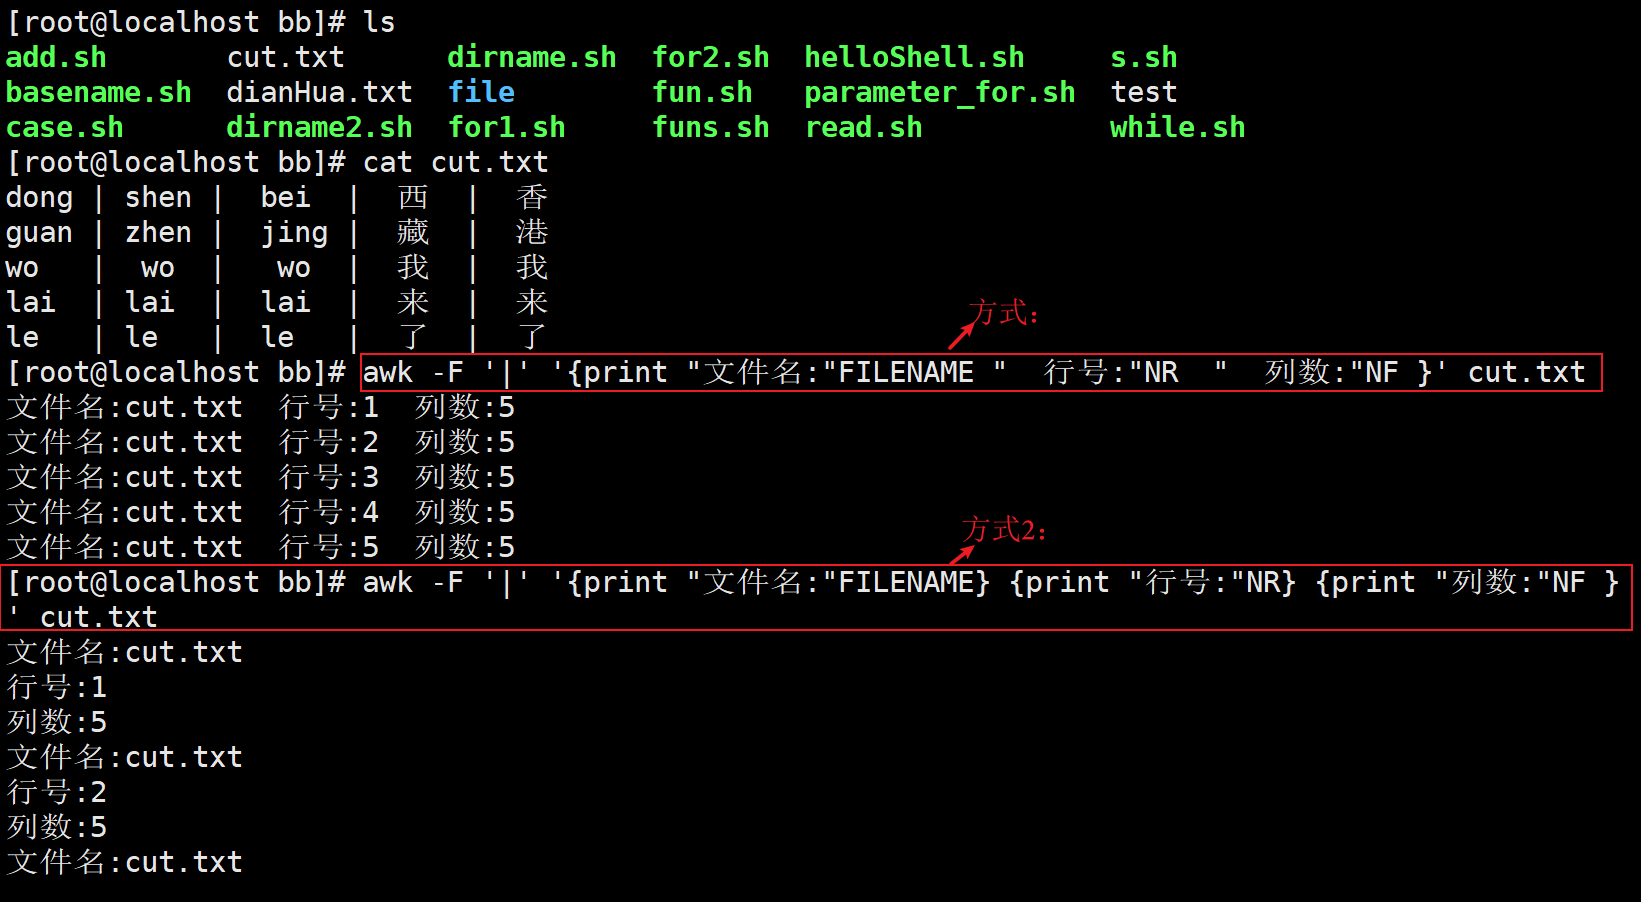 [root@localhost bb]# ls
add.sh       cut.txt      dirname.sh  for2.sh  helloShell.sh     s.sh
basename.sh  dianHua.txt  file        fun.sh   parameter_for.sh  test
case.sh      dirname2.sh  for1.sh     funs.sh  read.sh           while.sh
[root@localhost bb]# cat cut.txt
dong | shen |  bei  |  西  |  香
guan | zhen |  jing |  藏  |  港
wo   |  wo  |   wo  |  我  |  我
lai  | lai  |  lai  |  来  |  来
le   | le   |  le   |  了  |  了
方式：
[root@localhost bb]# awk -F '|' '{print "文件名:"FILENAME "  行号:"NR  "  列数:"NF }' cut.txt
文件名:cut.txt  行号:1  列数:5
文件名:cut.txt  行号:2  列数:5
文件名:cut.txt  行号:3  列数:5
文件名:cut.txt  行号:4  列数:5
文件名:cut.txt  行号:5  列数:5
方式2：
[root@localhost bb]# awk -F '|' '{print "文件名:"FILENAME} {print "行号:"NR} {print "列数:"NF }
' cut.txt
文件名:cut.txt
行号:1
列数:5
文件名:cut.txt
行号:2
列数:5
文件名:cut.txt